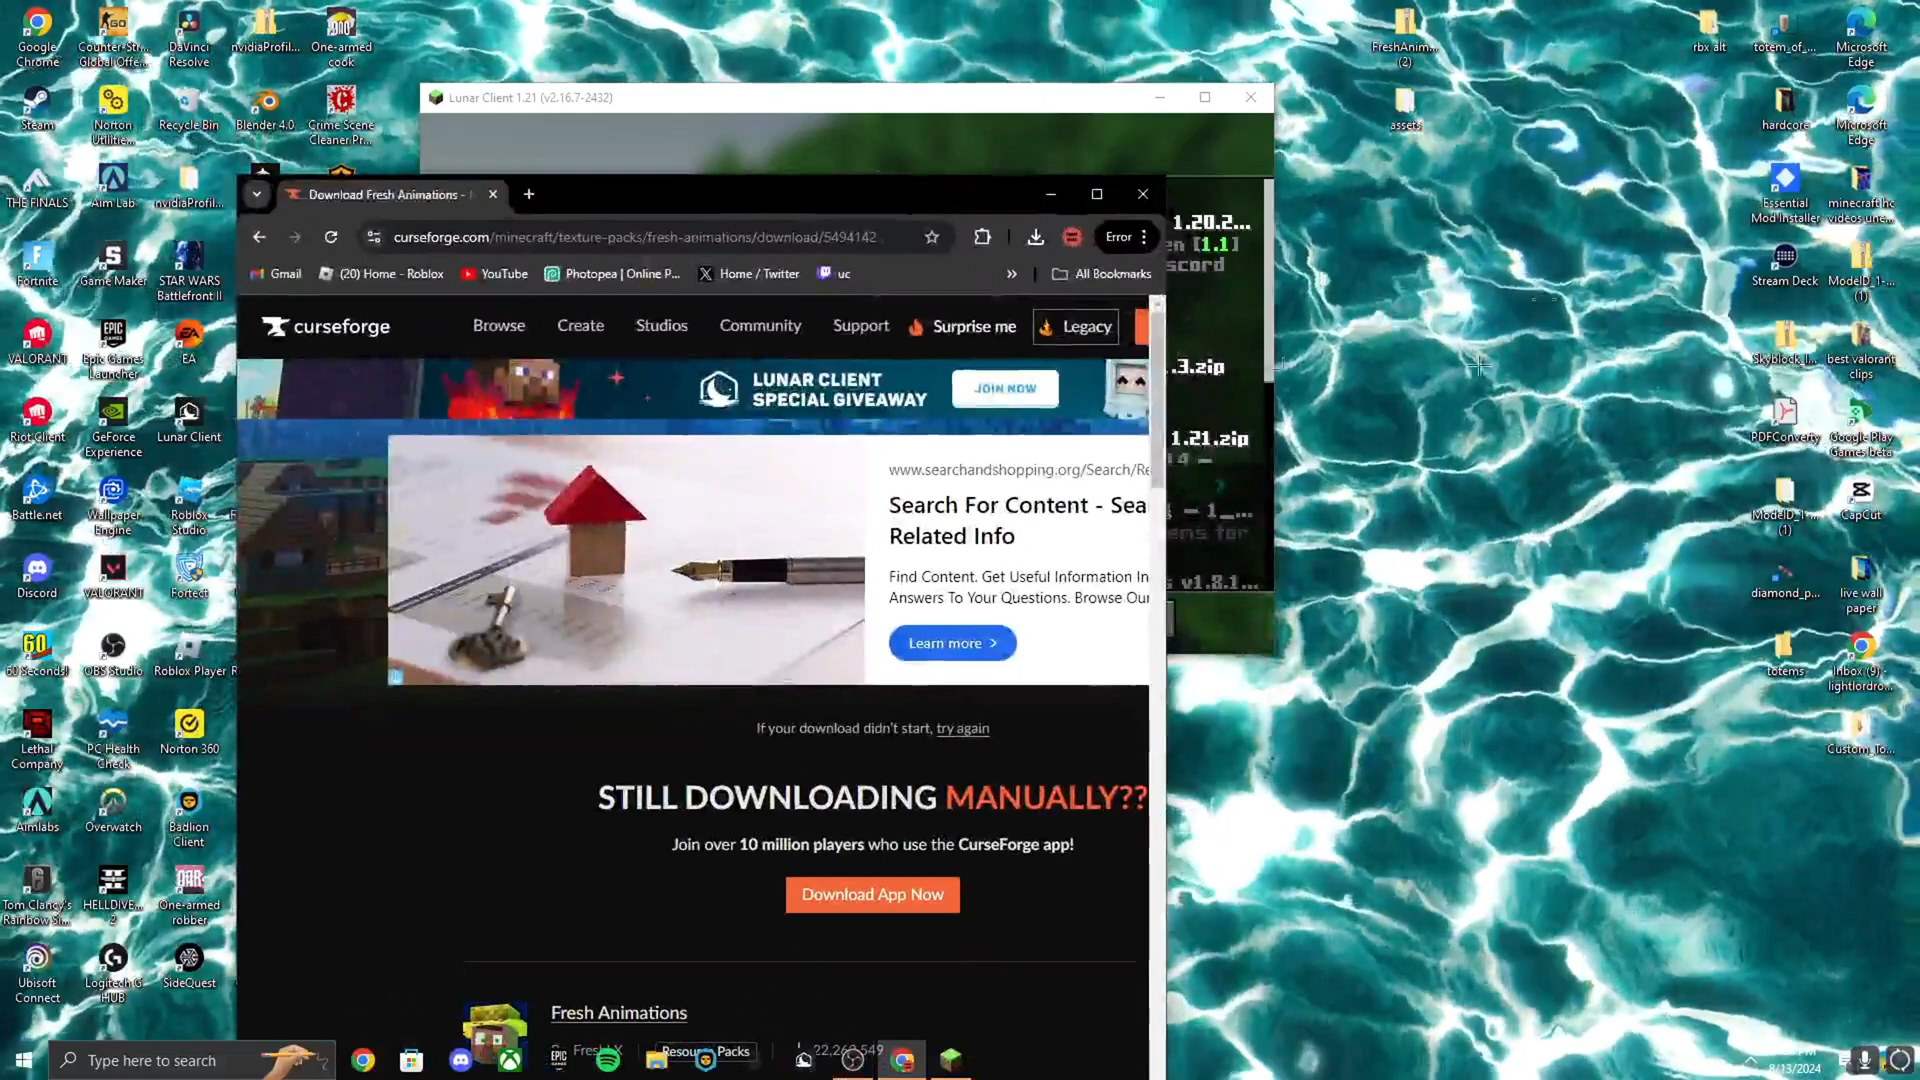 Google
Chrome
Counter-Str...
Global Offe...
DaVinci
Resolve
nvidiaProfil...
One-armed
cook
Steam
Norton
Utilities...
Recycle Bin
Blender 4.0
Crime Scene
Cleaner Pr...
THE FINALS
Aim Lab
nvidiaProfil...
Fortnite
Game Maker
STAR WARS
Battlefront II
VALORANT
Epic Games
Launcher
EA
Riot Client
GeForce
Experience
Lunar Client
Battle.net
Wallpaper
Engine
Roblox
Studio
Discord
VALORANT
Fortect
60 Seconds!
OBS Studio
Roblox Player
Lethal
Company
PC Health
Check
Norton 360
Aimlabs
Overwatch
Badlion
Client
Tom Clancy's
Rainbow Si...
HELLDIVE...
2
One-armed
robber
Ubisoft
Connect
Logitech G
HUB
SideQuest
Lunar Client 1.21 (v2.16.7-2432)
Download Fresh Animations -
curseforge.com/minecraft/texture-packs/fresh-animations/download/5494142
Error
Gmail
(20) Home - Roblox
YouTube
Photopea | Online P...
Home / Twitter
uc
All Bookmarks
curseforge
Browse
Create
Studios
Community
Support
Surprise me
Legacy
LUNAR CLIENT
SPECIAL GIVEAWAY
JOIN NOW
www.searchandshopping.org/Search/Re
Search For Content - Sea
Related Info
Find Content. Get Useful Information In
Answers To Your Questions. Browse Our
Learn more >
If your download didn't start, try again
STILL DOWNLOADING MANUALLY??
Join over 10 million players who use the CurseForge app!
Download App Now
Fresh Animations
Resource Packs
1.20.2...
en [1.1]
scord
.3.zip
1.21.zip
ems for
s v1.8.1...
FreshAnim...
(2)
assets
rbx alt
totem_of_...
Microsoft
Edge
hardcore
Microsoft
Edge
Essential
Mod Installer
minecraft hc
videos une...
Stream Deck
ModelD_1-...
(1)
Skyblock_I...
best valorant
clips
PDFConverty
Google Play
Games beta
ModelD_1-...
(1)
CapCut
diamond_p...
live wall
paper
totems
Inbox (9) -
lightlordro...
Custom_To...
Type here to search
8/13/2024